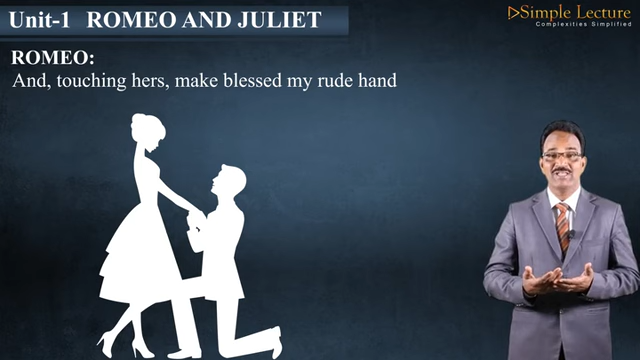 Unit-1 ROMEO AND JULIET
Simple Lecture
Complexities Simplified
ROMEO:
And, touching hers, make blessed my rude hand